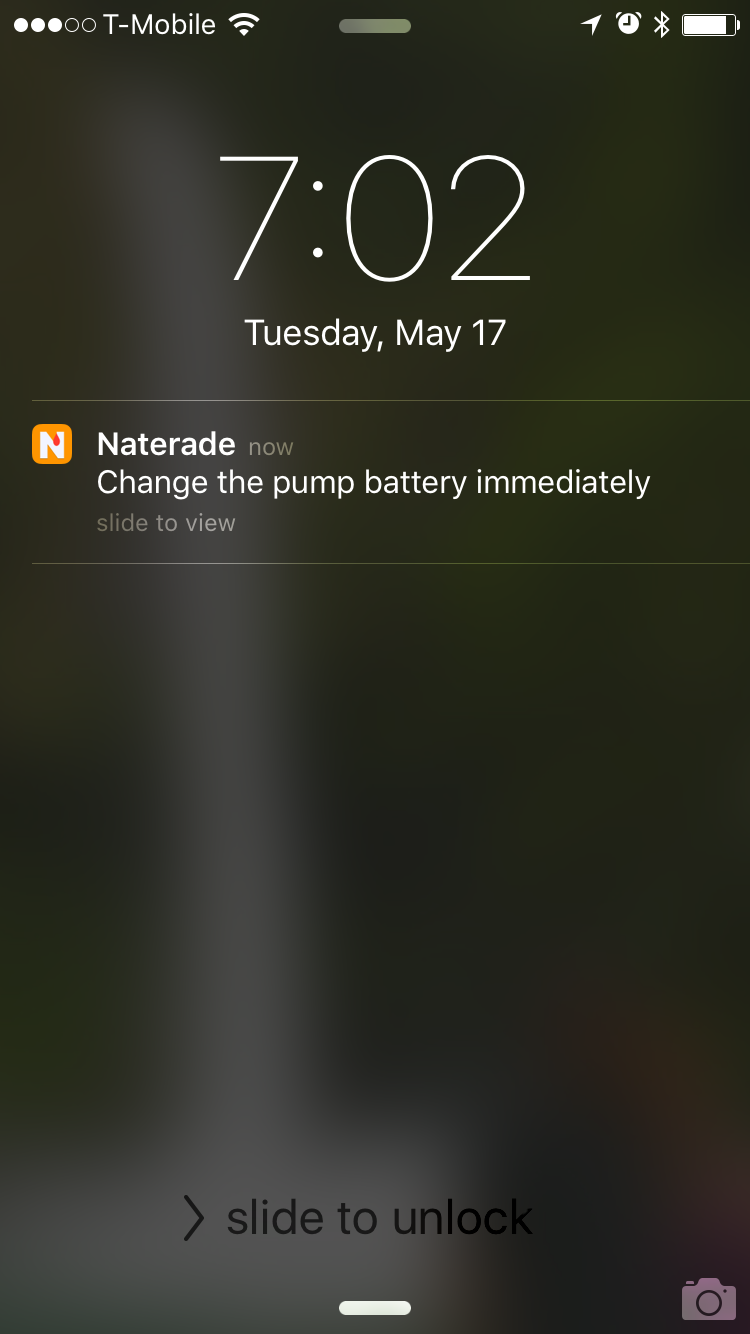 T-Mobile
7:02
Tuesday, May 17
N
Naterade now
Change the pump battery immediately
slide to view
slide to unlock